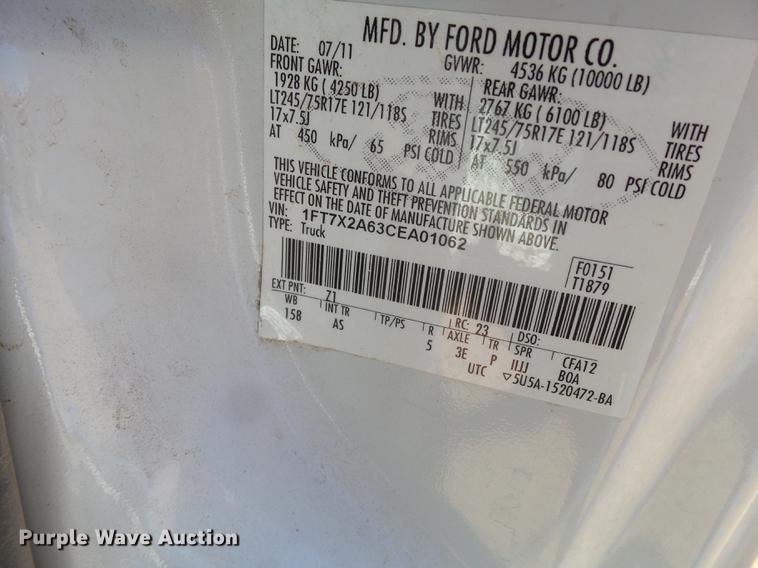 MFD. BY FORD MOTOR CO.
DATE: 07/11 GVWR: 4536 KG (10000 LB)
FRONT GAWR: REAR GAWR:
1928 KG ( 4250 LB) WITH 2767 KG ( 6100 LB) WITH
LT245/75R17E 121/118S TIRES LT245/75R17E 121/118S TIRES
17x7.5J RIMS 17x7.5J RIMS
AT 450 kPa/ 65 PSI COLD AT 550 kPa/ 80 PSI COLD
THIS VEHICLE CONFORMS TO ALL APPLICABLE FEDERAL MOTOR
VEHICLE SAFETY AND THEFT PREVENTION STANDARDS IN
EFFECT ON THE DATE OF MANUFACTURE SHOWN ABOVE.
VIN: 1FT7X2A63CEA01062
TYPE: Truck
F0151
T1879
EXT PNT: Z1 RC: 23 DSO:
WB INT TR TP/PS R AXLE TR SPR CFA12
158 AS 5 3E P IIJJ BOA
UTC ▽5U5A-1520472-BA
Purple Wave Auction